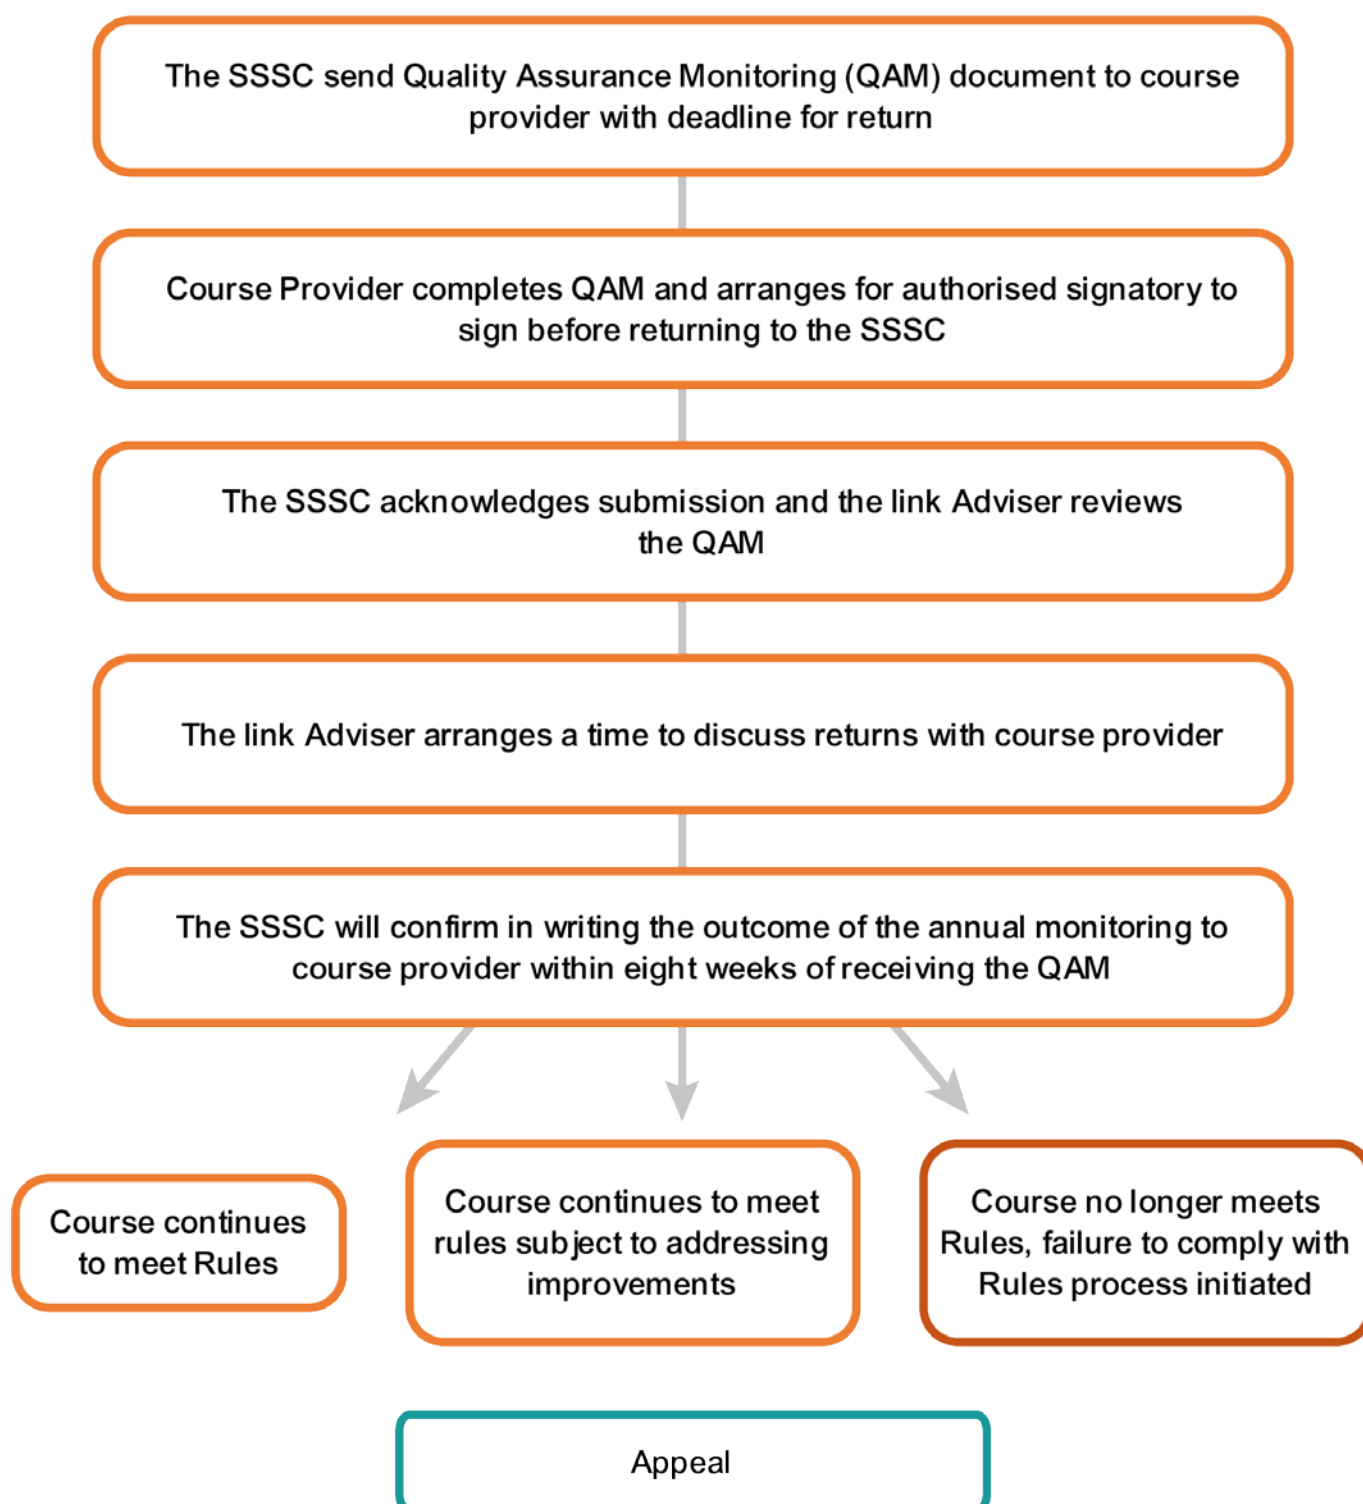 The SSSC send Quality Assurance Monitoring (QAM) document to course
provider with deadline for return
Course Provider completes QAM and arranges for authorised signatory to
sign before returning to the SSSC
The SSSC acknowledges submission and the link Adviser reviews
the QAM
The link Adviser arranges a time to discuss returns with course provider
The SSSC will confirm in writing the outcome of the annual monitoring to
course provider within eight weeks of receiving the QAM
Course continues
to meet Rules
Course continues to meet
rules subject to addressing
improvements
Course no longer meets
Rules, failure to comply with
Rules process initiated
Appeal